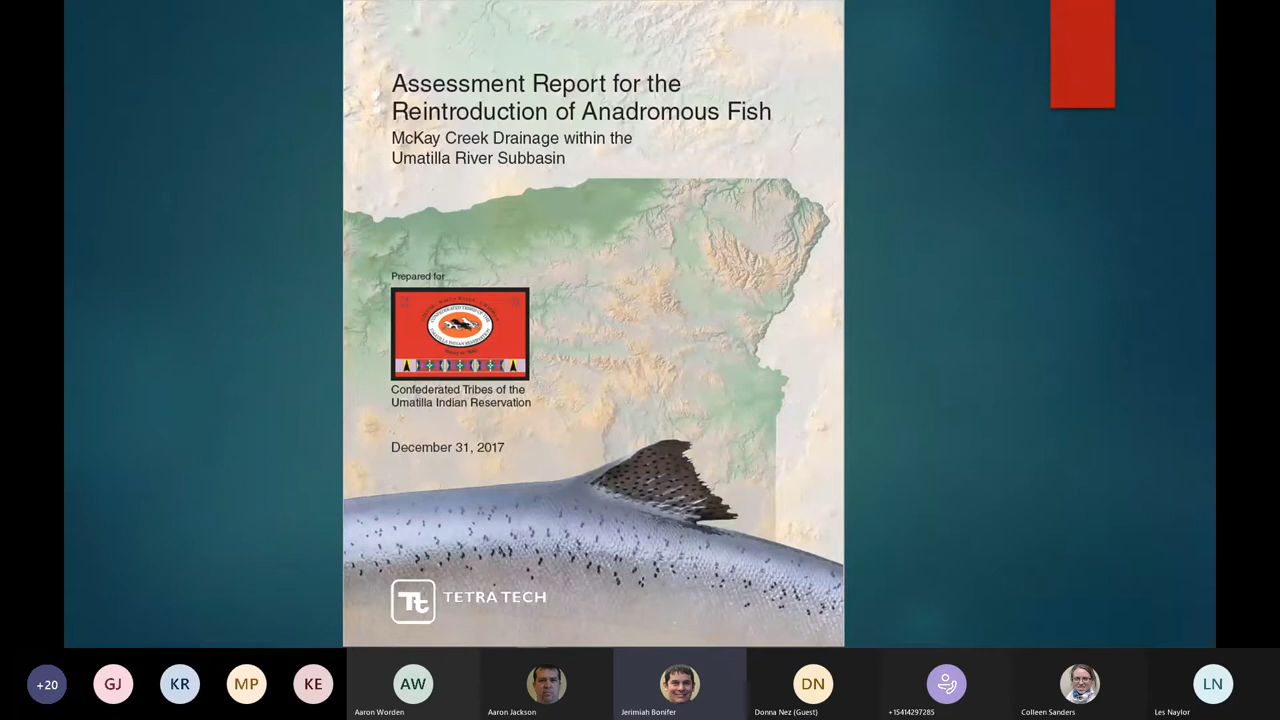 Assessment Report for the
Reintroduction of Anadromous Fish
McKay Creek Drainage within the
Umatilla River Subbasin
Prepared for
Confederated Tribes of the
Umatilla Indian Reservation
December 31, 2017
Tt TETRA TECH
+20
GJ
KR
MP
KE
AW
DN
LN
Aaron Worden
Aaron Jackson
Jerimiah Bonifer
Donna Nez (Guest)
+15414297285
Colleen Sanders
Les Naylor